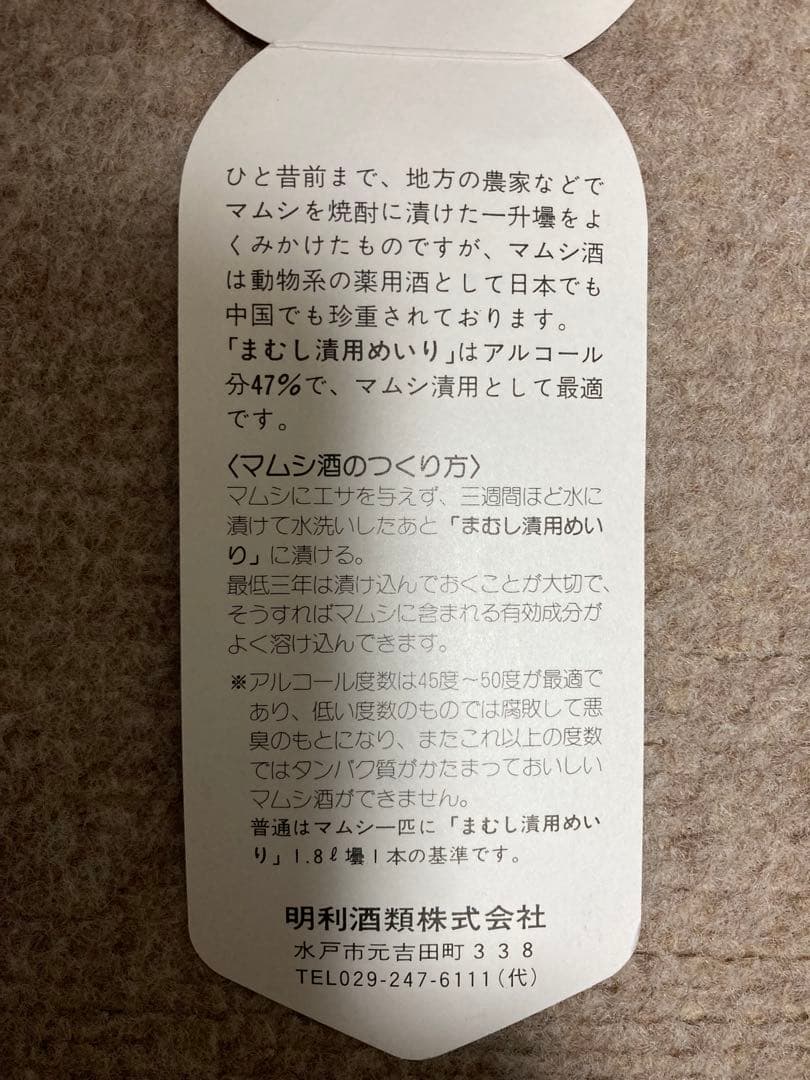 ひと昔前まで、地方の農家などで
マムシを焼酎に漬けた一升壜をよ
くみかけたものですが、マムシ酒
は動物系の薬用酒として日本でも
中国でも珍重されております。
「まむし漬用めいり」はアルコール
分47%で、マムシ漬用として最適
です。
〈マムシ酒のつくり方〉
マムシにエサを与えず、三週間ほど水に
漬けて水洗いしたあと「まむし漬用めい
り」に漬ける。
最低三年は漬け込んでおくことが大切で、
そうすればマムシに含まれる有効成分が
よく溶け込んできます。
※アルコール度数は45度〜50度が最適で
あり、低い度数のものでは腐敗して悪
臭のもとになり、またこれ以上の度数
ではタンパク質がかたまっておいしい
マムシ酒ができません。
普通はマムシ一匹に「まむし漬用めい
り」1.8ℓ壜1本の基準です。
明利酒類株式会社
水戸市元吉田町338
TEL029-247-6111(代)